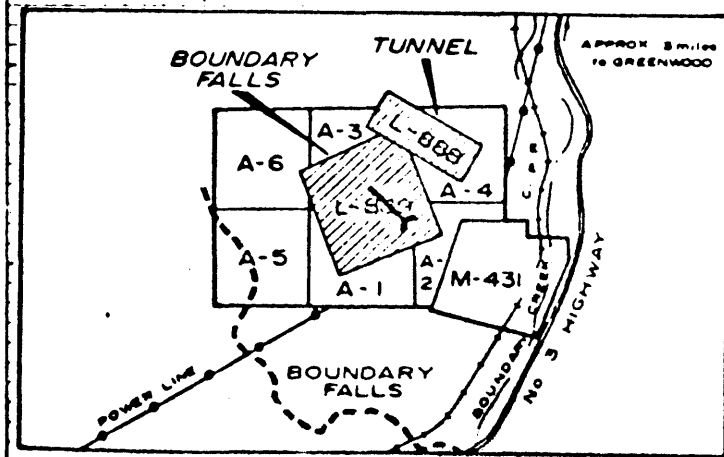 APPROX 3 miles
to GREENWOOD
BOUNDARY
FALLS
TUNNEL
A-3
L-888
A-6
A-4
A-5
A-1
A-
2
M-431
BOUNDARY CREEK
No 3 HIGHWAY
POWER LINE
BOUNDARY
FALLS